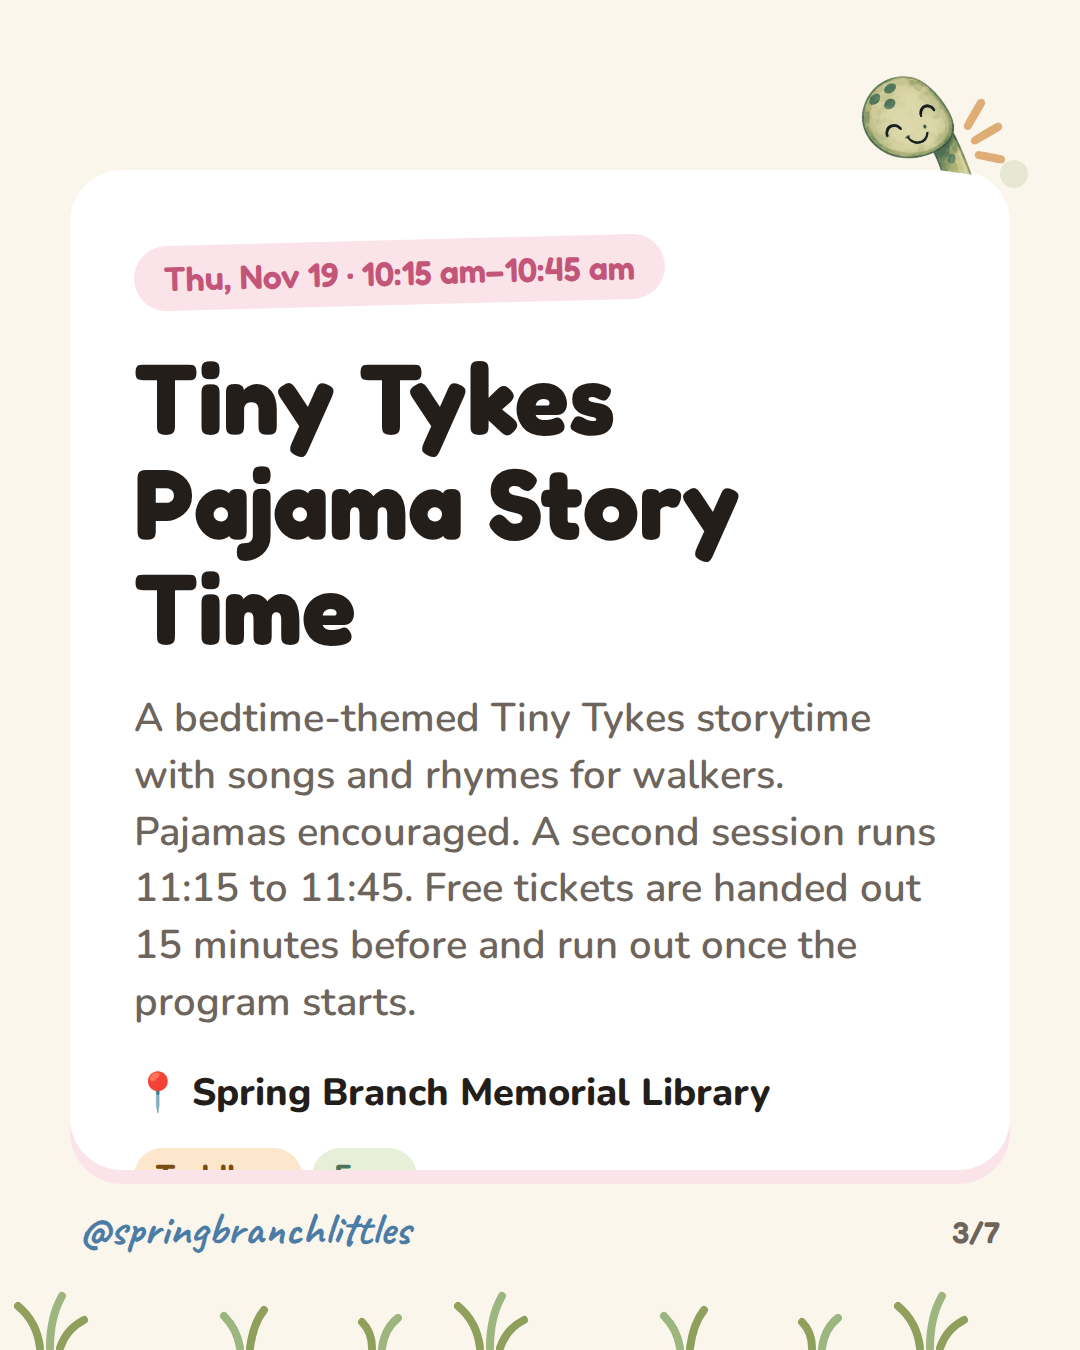 Thu, Nov 19 · 10:15 am–10:45 am
Tiny Tykes
Pajama Story
Time
A bedtime-themed Tiny Tykes storytime
with songs and rhymes for walkers.
Pajamas encouraged. A second session runs
11:15 to 11:45. Free tickets are handed out
15 minutes before and run out once the
program starts.
📍 Spring Branch Memorial Library
@springbranchlittles
3/7